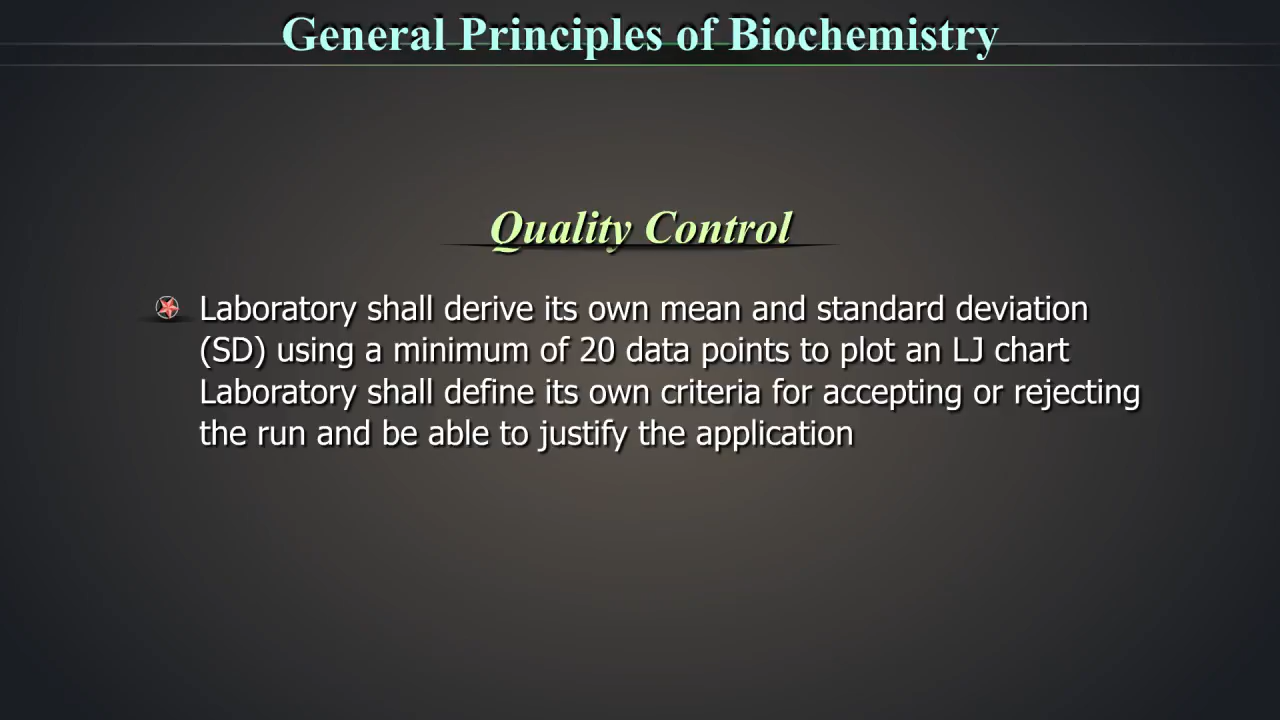 General Principles of Biochemistry
Quality Control
Laboratory shall derive its own mean and standard deviation
(SD) using a minimum of 20 data points to plot an LJ chart
Laboratory shall define its own criteria for accepting or rejecting
the run and be able to justify the application